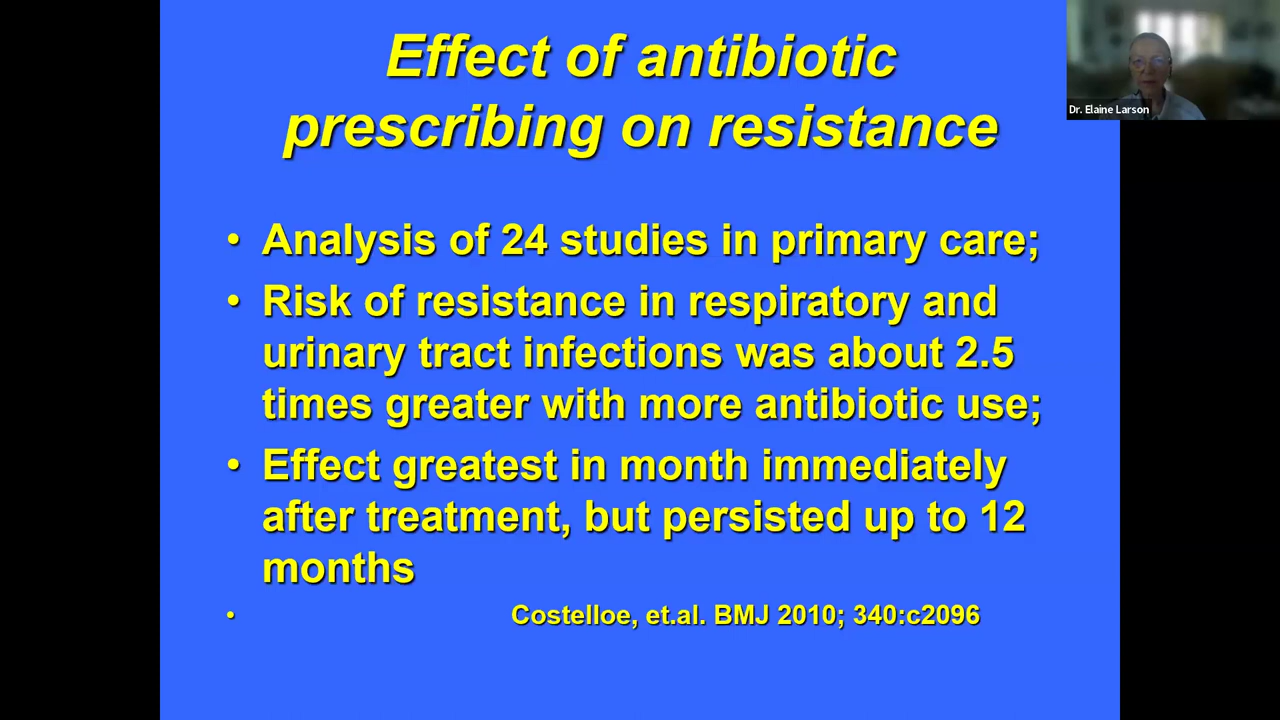 Effect of antibiotic
prescribing on resistance
Dr. Elaine Larson
• Analysis of 24 studies in primary care;
• Risk of resistance in respiratory and
urinary tract infections was about 2.5
times greater with more antibiotic use;
• Effect greatest in month immediately
after treatment, but persisted up to 12
months
• Costelloe, et.al. BMJ 2010; 340:c2096